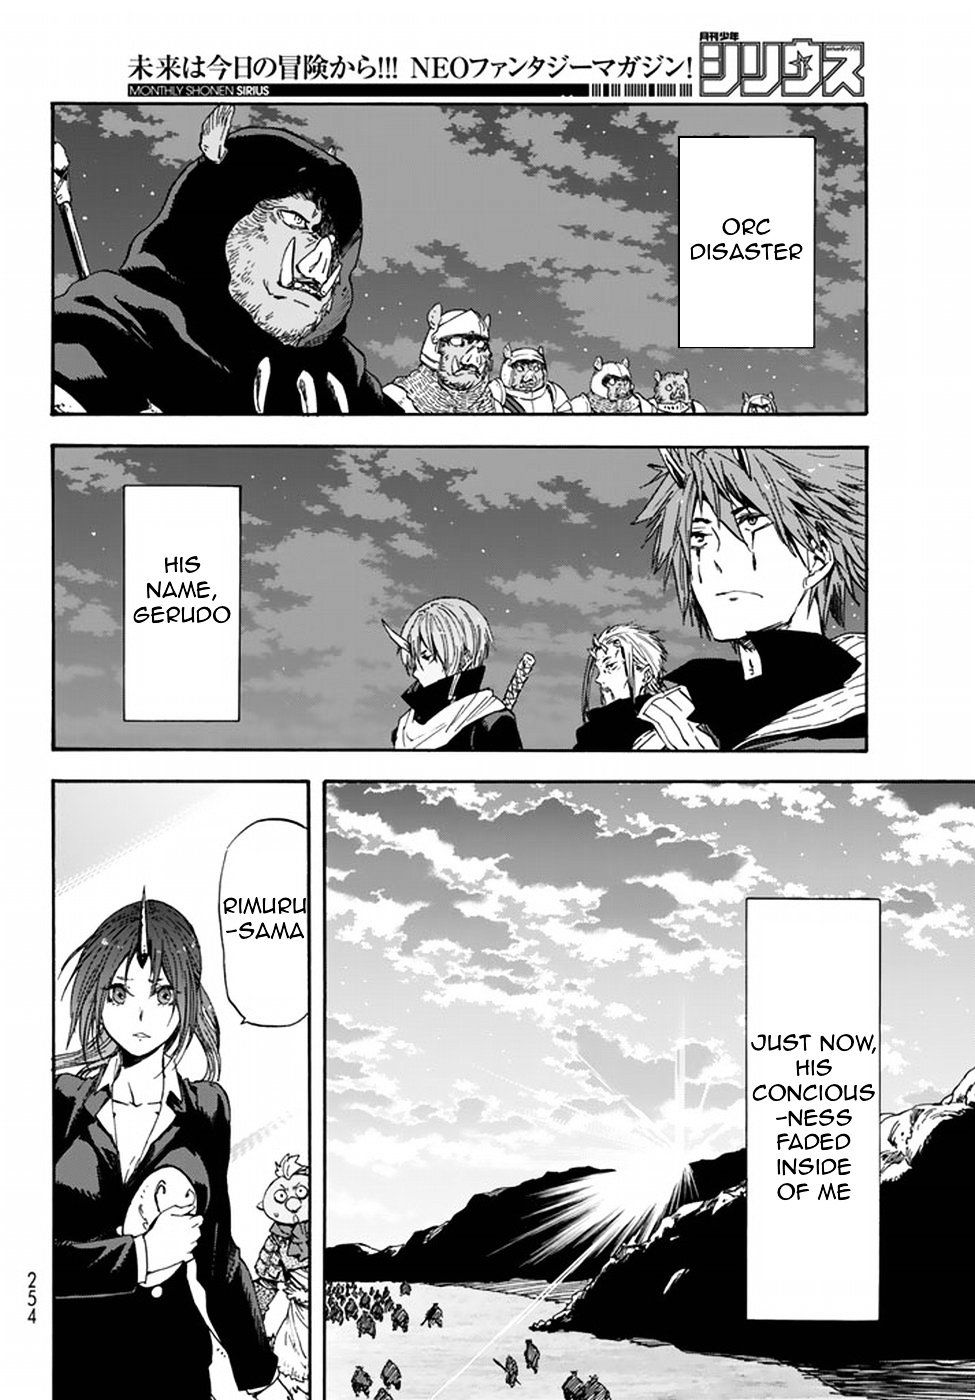 月刊少年
シリウス
未来は今日の冒険から!!! NEOファンタジーマガジン!
MONTHLY SHONEN SIRIUS
ORC
DISASTER
HIS
NAME,
GERUDO
JUST NOW,
HIS
CONCIOUS
-NESS
FADED
INSIDE
OF ME
RIMURU
-SAMA
254